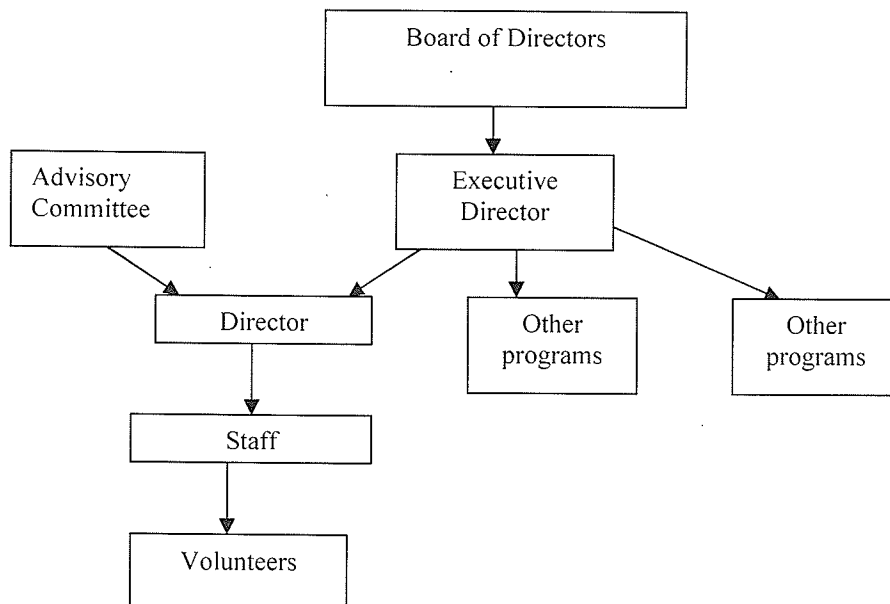 Board of Directors
Advisory
Committee
Executive
Director
Director
Other
programs
Other
programs
Staff
Volunteers